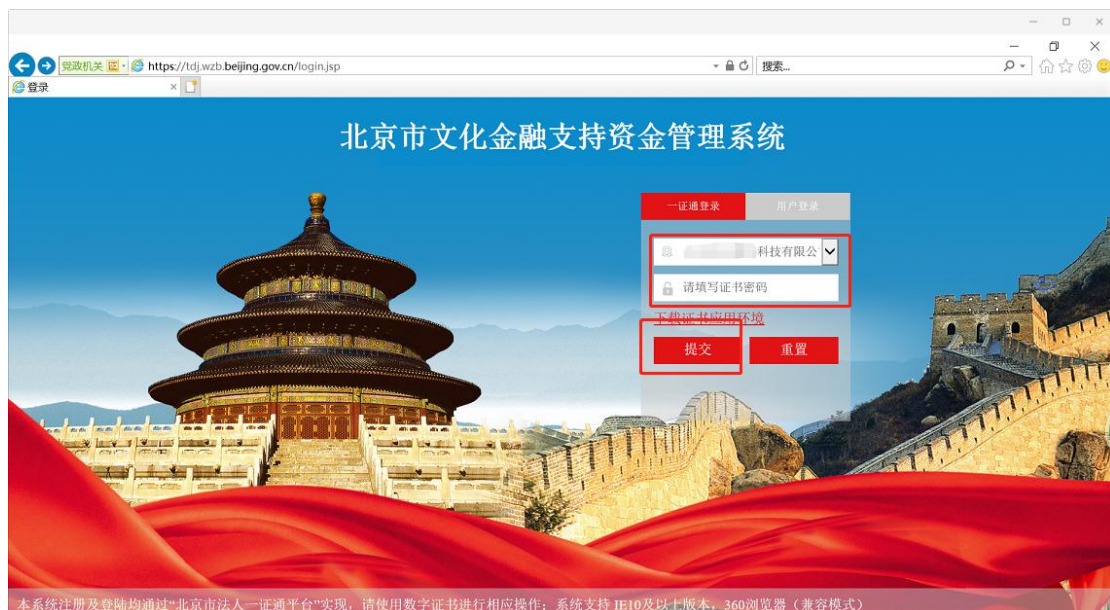 党政机关 证 https://tdj.wzb.beijing.gov.cn/login.jsp 搜索...
登录
北京市文化金融支持资金管理系统
一证通登录 用户登录
科技有限公
请填写证书密码
下载证书应用环境
提交 重置
本系统注册及登陆均通过“北京市法人一证通平台”实现，请使用数字证书进行相应操作；系统支持 IE10及以上版本，360浏览器（兼容模式）